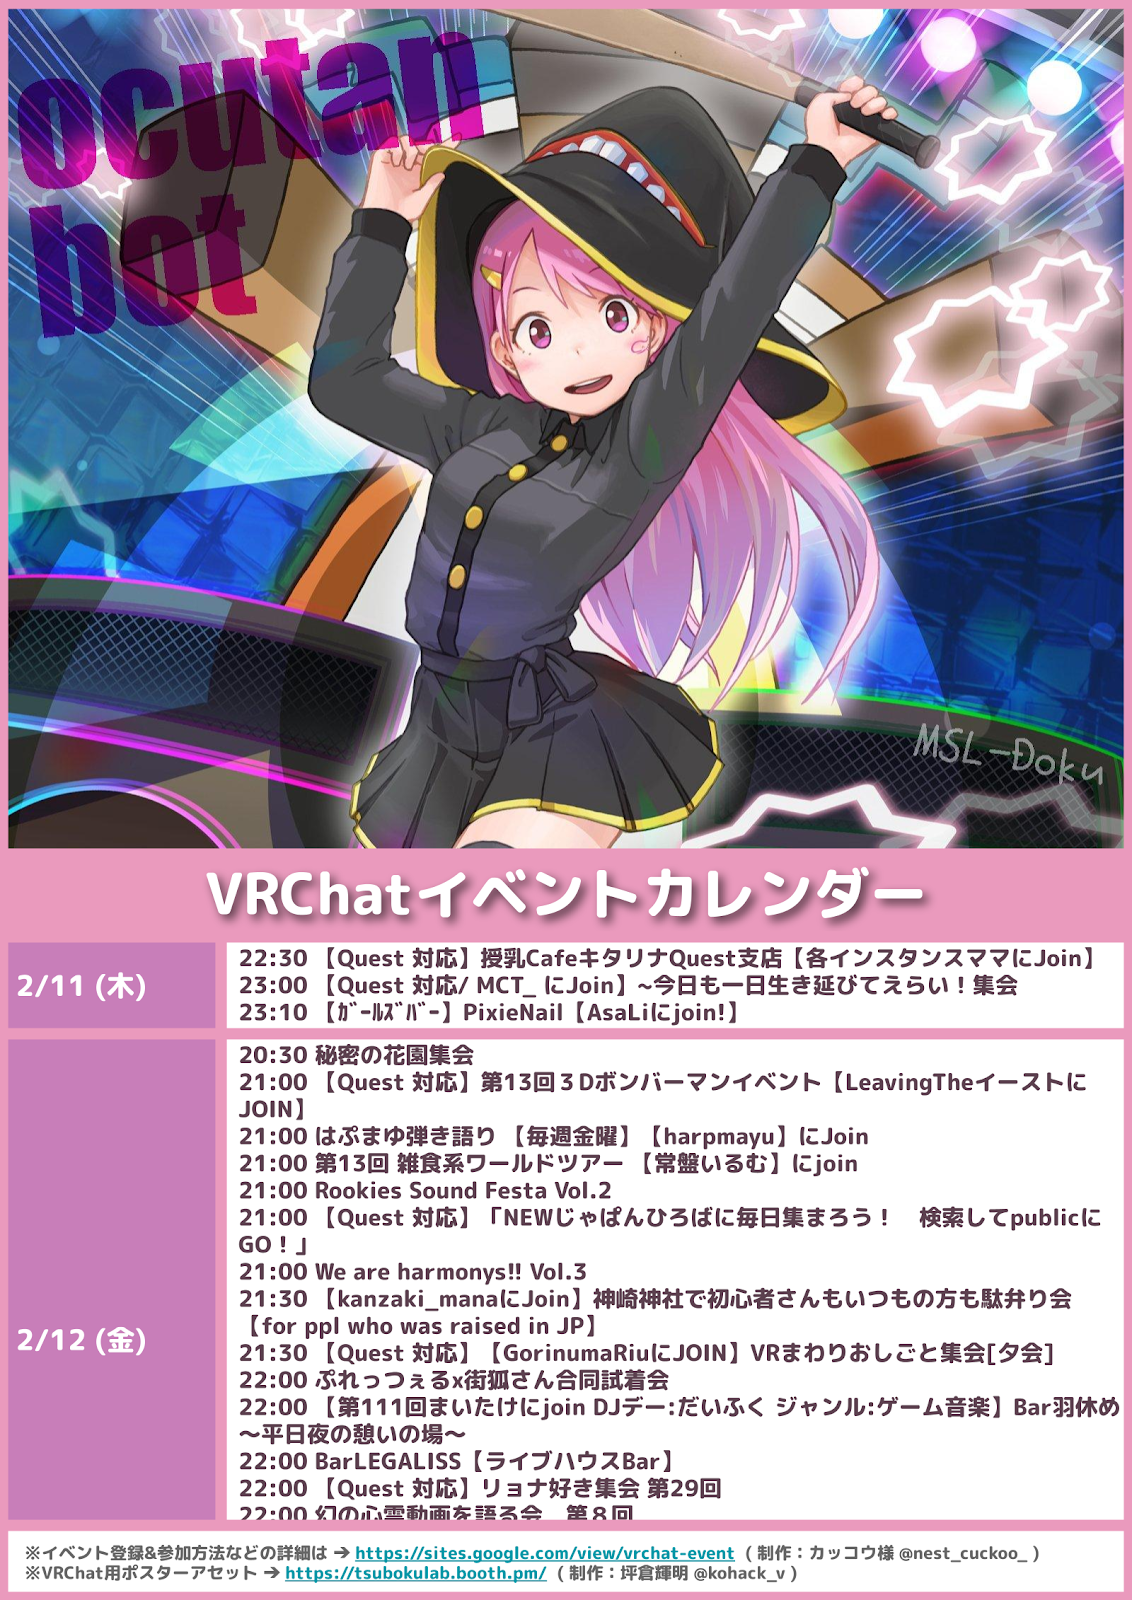 ocutan
bot
MSL-Doku
VRChatイベントカレンダー
2/11 (木)
22:30 【Quest 対応】授乳CafeキタリナQuest支店【各インスタンスママにJoin】
23:00 【Quest 対応/ MCT_ にJoin】~今日も一日生き延びてえらい！集会
23:10 【ｶﾞｰﾙｽﾞﾊﾞｰ】PixieNail【AsaLiにjoin!】
2/12 (金)
20:30 秘密の花園集会
21:00 【Quest 対応】第13回３Dボンバーマンイベント【LeavingTheイーストに
JOIN】
21:00 はぷまゆ弾き語り 【毎週金曜】【harpmayu】にJoin
21:00 第13回 雑食系ワールドツアー 【常盤いるむ】にjoin
21:00 Rookies Sound Festa Vol.2
21:00 【Quest 対応】「NEWじゃぱんひろばに毎日集まろう！　検索してpublicに
GO！」
21:00 We are harmonys!! Vol.3
21:30 【kanzaki_manaにJoin】神崎神社で初心者さんもいつもの方も駄弁り会
【for ppl who was raised in JP】
21:30 【Quest 対応】【GorinumaRiuにJOIN】VRまわりおしごと集会[夕会]
22:00 ぷれっつぇるx街狐さん合同試着会
22:00 【第111回まいたけにjoin DJデー:だいふく ジャンル:ゲーム音楽】Bar羽休め
～平日夜の憩いの場～
22:00 BarLEGALISS【ライブハウスBar】
22:00 【Quest 対応】リョナ好き集会 第29回
22:00 幻の心霊動画を語る会　第８回
※イベント登録&参加方法などの詳細は → https://sites.google.com/view/vrchat-event （制作：カッコウ様 @nest_cuckoo_）
※VRChat用ポスターアセット → https://tsubokulab.booth.pm/ （制作：坪倉輝明 @kohack_v）